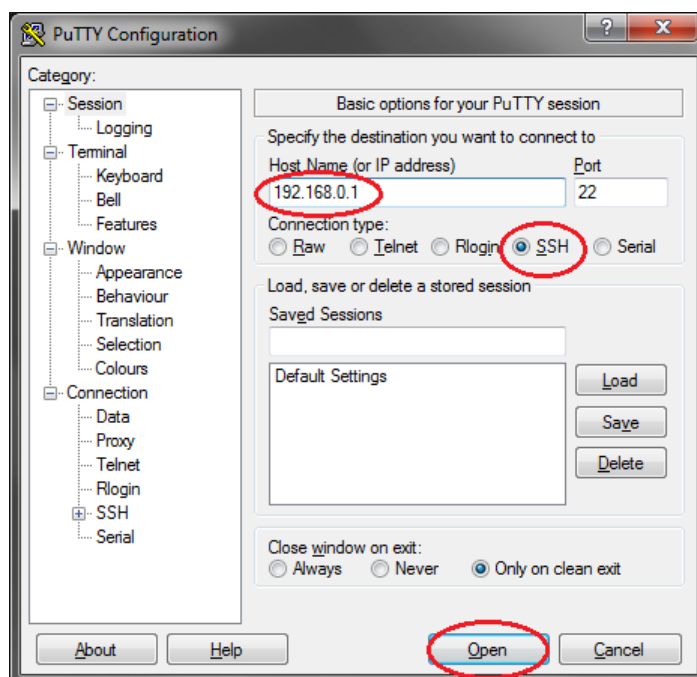 PuTTY Configuration
Category:
Session
Logging
Terminal
Keyboard
Bell
Features
Window
Appearance
Behaviour
Translation
Selection
Colours
Connection
Data
Proxy
Telnet
Rlogin
SSH
Serial
Basic options for your PuTTY session
Specify the destination you want to connect to
Host Name (or IP address) Port
192.168.0.1 22
Connection type:
Raw Telnet Rlogin SSH Serial
Load, save or delete a stored session
Saved Sessions
Default Settings
Load
Save
Delete
Close window on exit:
Always Never Only on clean exit
About Help Open Cancel